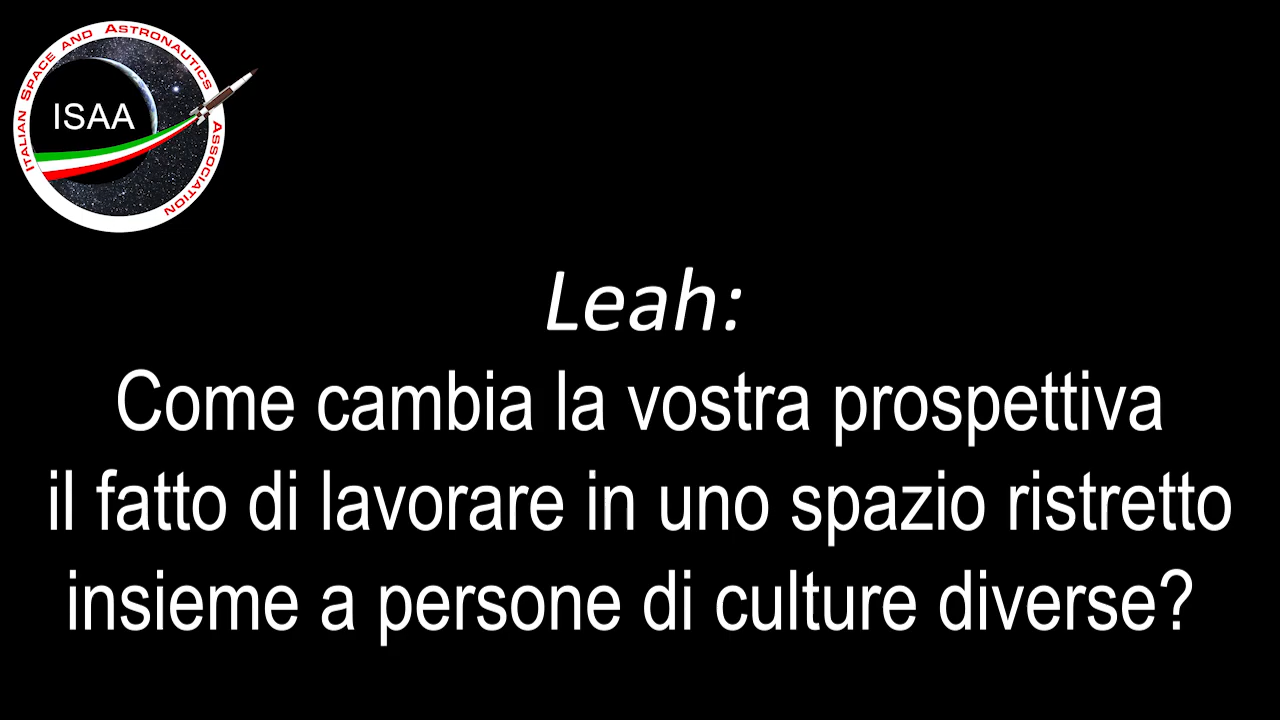 ITALIAN SPACE AND ASTRONAUTICS ASSOCIATION
ISAA
Leah:
Come cambia la vostra prospettiva
il fatto di lavorare in uno spazio ristretto
insieme a persone di culture diverse?